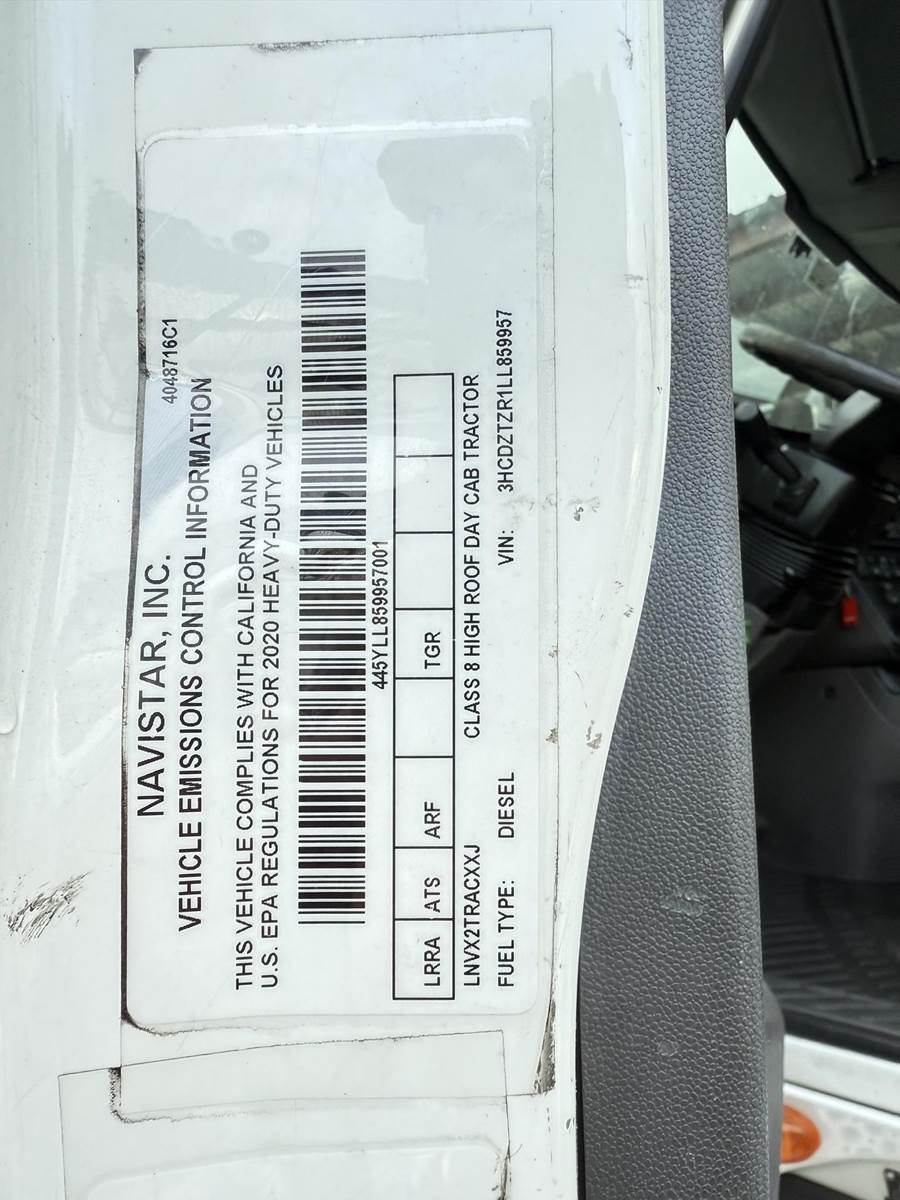 4048716C1
NAVISTAR, INC.
VEHICLE EMISSIONS CONTROL INFORMATION
THIS VEHICLE COMPLIES WITH CALIFORNIA AND
U.S. EPA REGULATIONS FOR 2020 HEAVY-DUTY VEHICLES
445YLL859957001
LRRA ATS ARF TGR
LNVX2TRACXXJ CLASS 8 HIGH ROOF DAY CAB TRACTOR
FUEL TYPE: DIESEL VIN: 3HCDZTZR1LL859957